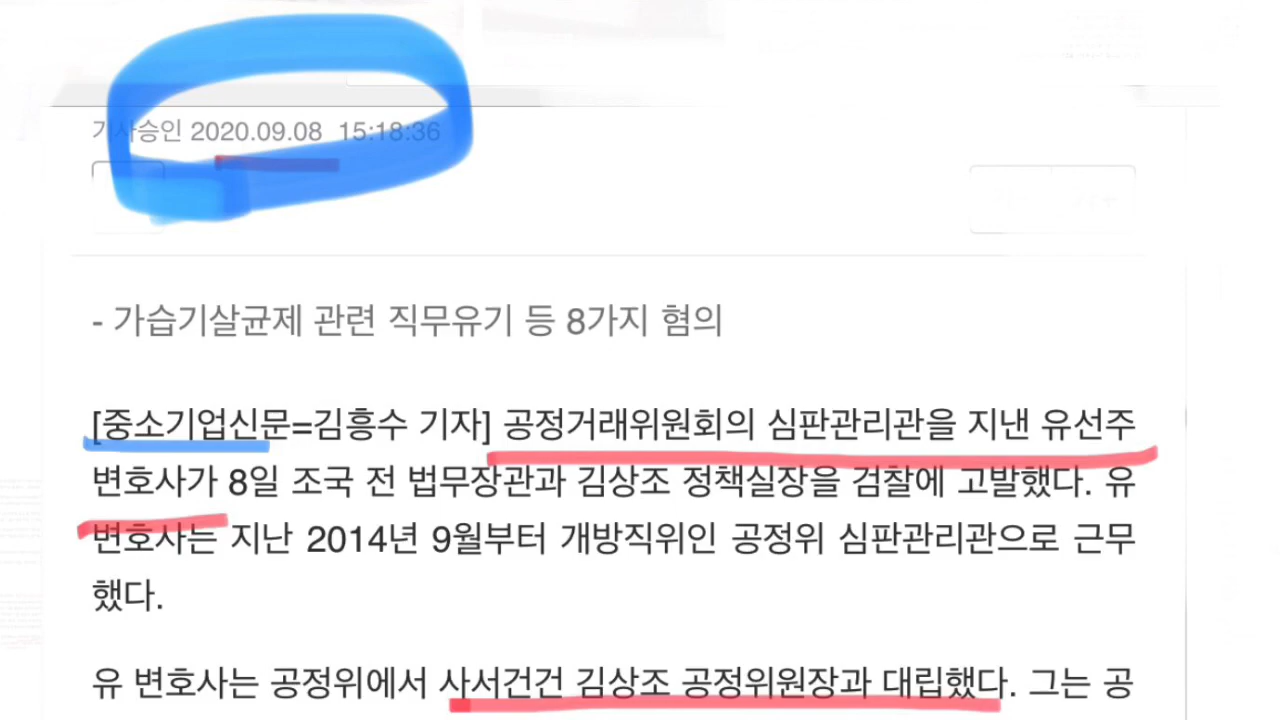 기사승인 2020.09.08 15:18:36
- 가습기살균제 관련 직무유기 등 8가지 혐의
[중소기업신문=김흥수 기자] 공정거래위원회의 심판관리관을 지낸 유선주
변호사가 8일 조국 전 법무장관과 김상조 정책실장을 검찰에 고발했다. 유
변호사는 지난 2014년 9월부터 개방직위인 공정위 심판관리관으로 근무
했다.
유 변호사는 공정위에서 사서건건 김상조 공정위원장과 대립했다. 그는 공